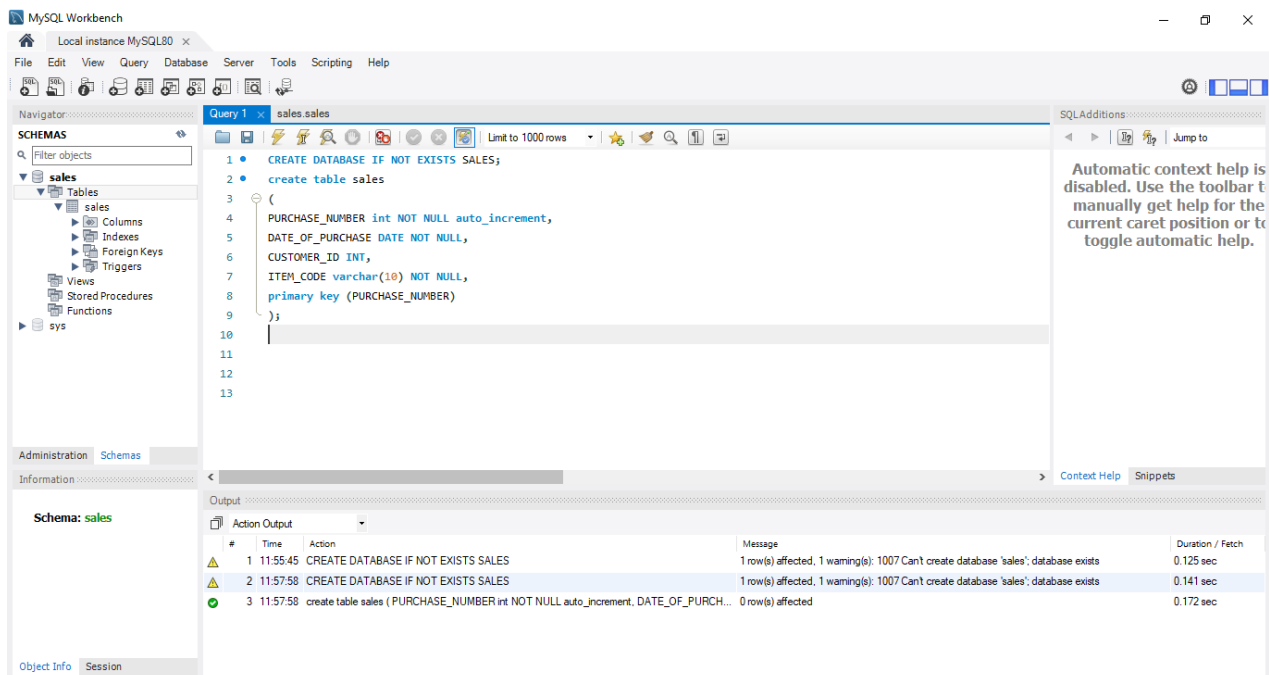 MySQL Workbench
Local instance MySQL80
File Edit View Query Database Server Tools Scripting Help
Navigator
SCHEMAS
Filter objects
sales
Tables
sales
Columns
Indexes
Foreign Keys
Triggers
Views
Stored Procedures
Functions
sys
Administration Schemas
Information
Schema: sales
Object Info Session
Query 1 sales.sales
Limit to 1000 rows
1 CREATE DATABASE IF NOT EXISTS SALES;
2 create table sales
3 (
4 PURCHASE_NUMBER int NOT NULL auto_increment,
5 DATE_OF_PURCHASE DATE NOT NULL,
6 CUSTOMER_ID INT,
7 ITEM_CODE varchar(10) NOT NULL,
8 primary key (PURCHASE_NUMBER)
9 );
10
11
12
13
SQLAdditions
Jump to
Automatic context help is
disabled. Use the toolbar t
manually get help for the
current caret position or to
toggle automatic help.
Context Help Snippets
Output
Action Output
# Time Action Message Duration / Fetch
1 11:55:45 CREATE DATABASE IF NOT EXISTS SALES 1 row(s) affected, 1 warning(s): 1007 Can't create database 'sales'; database exists 0.125 sec
2 11:57:58 CREATE DATABASE IF NOT EXISTS SALES 1 row(s) affected, 1 warning(s): 1007 Can't create database 'sales'; database exists 0.141 sec
3 11:57:58 create table sales ( PURCHASE_NUMBER int NOT NULL auto_increment, DATE_OF_PURCH... 0 row(s) affected 0.172 sec